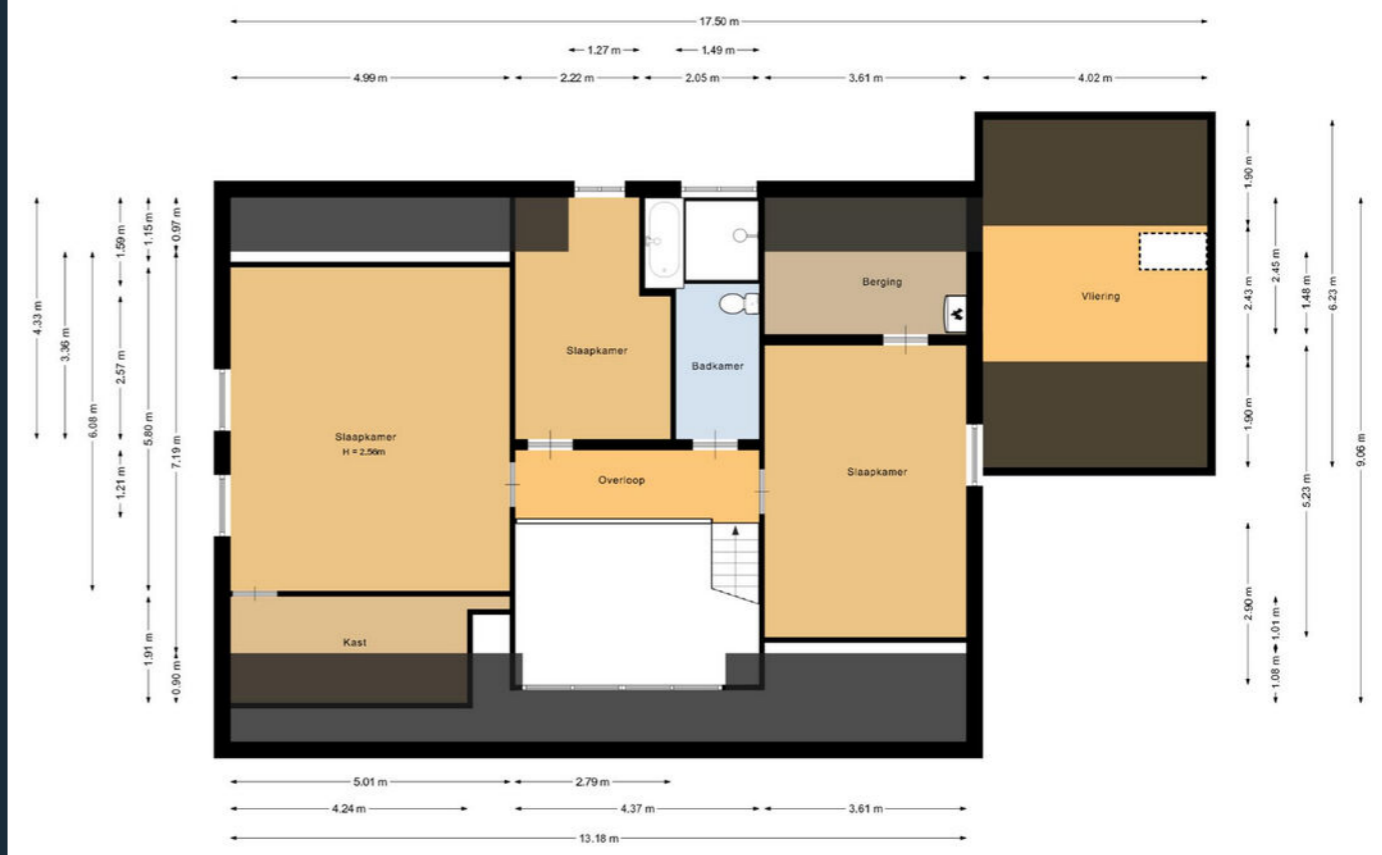 17.50 m
1.27 m
1.49 m
4.99 m
2.22 m
2.05 m
3.61 m
4.02 m
4.33 m
3.36 m
6.08 m
1.59 m
2.57 m
1.21 m
1.15 m
5.80 m
1.91 m
0.97 m
7.19 m
0.90 m
Berging
Vliering
Slaapkamer
Badkamer
Slaapkamer
H = 2.56m
Overloop
Slaapkamer
Kast
1.90 m
2.43 m
1.90 m
2.90 m
2.45 m
1.01 m
1.08 m
1.48 m
5.23 m
6.23 m
9.06 m
5.01 m
2.79 m
4.24 m
4.37 m
3.61 m
13.18 m